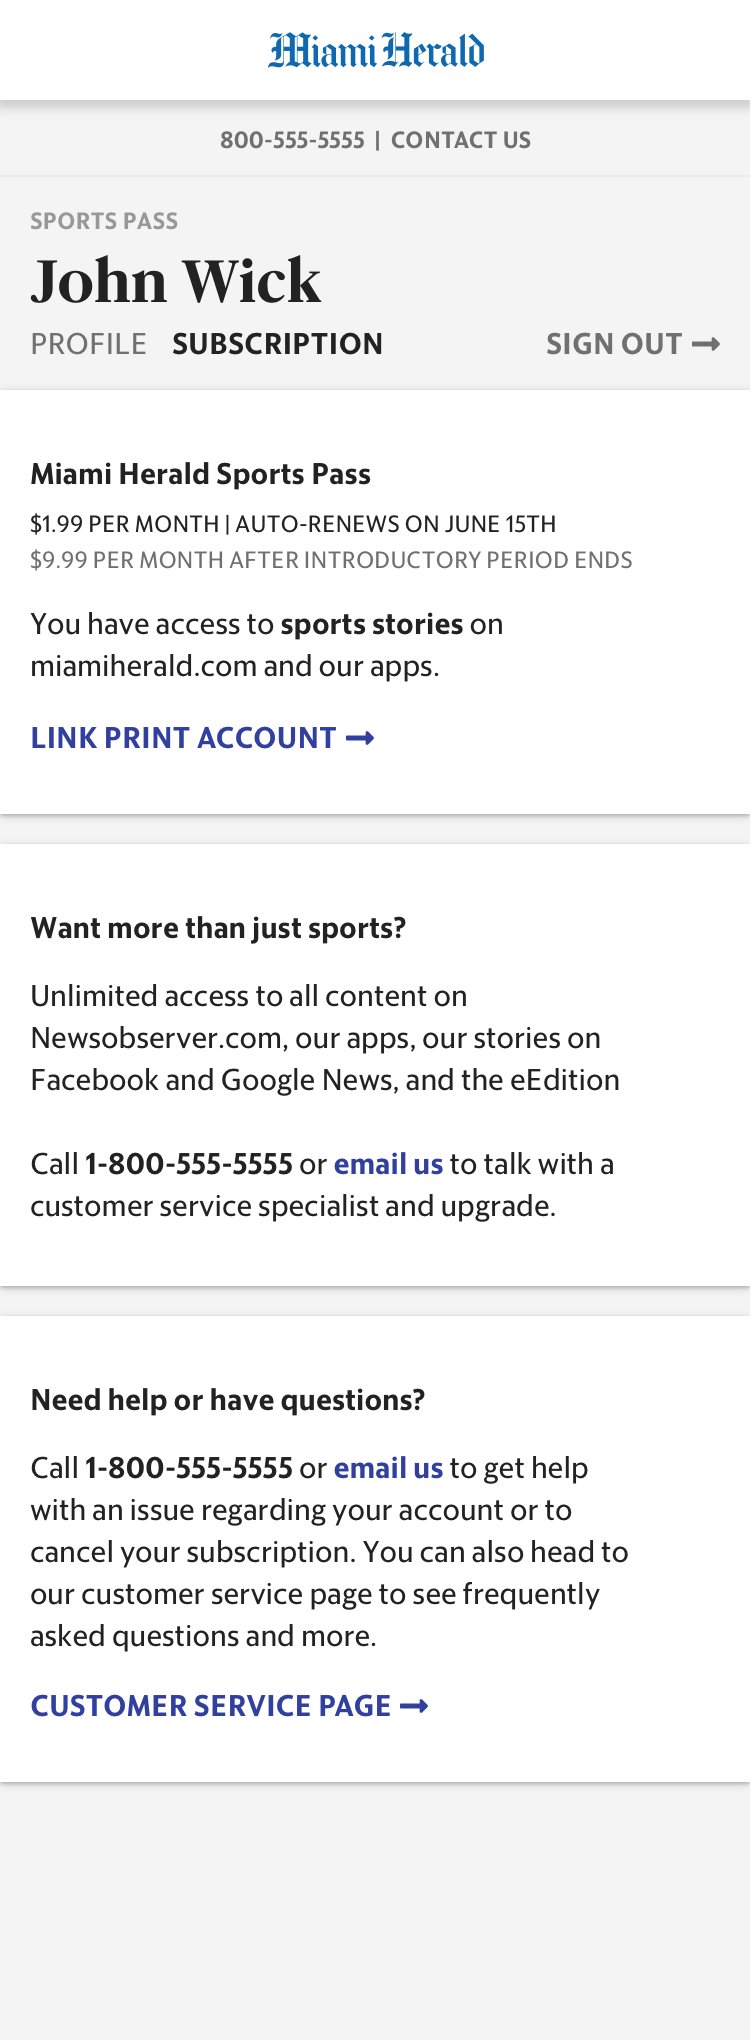 Miami Herald
800-555-5555 | CONTACT US
SPORTS PASS
John Wick
PROFILE SUBSCRIPTION SIGN OUT →
Miami Herald Sports Pass
$1.99 PER MONTH | AUTO-RENEWS ON JUNE 15TH
$9.99 PER MONTH AFTER INTRODUCTORY PERIOD ENDS
You have access to sports stories on
miamiherald.com and our apps.
LINK PRINT ACCOUNT →
Want more than just sports?
Unlimited access to all content on
Newsobserver.com, our apps, our stories on
Facebook and Google News, and the eEdition
Call 1-800-555-5555 or email us to talk with a
customer service specialist and upgrade.
Need help or have questions?
Call 1-800-555-5555 or email us to get help
with an issue regarding your account or to
cancel your subscription. You can also head to
our customer service page to see frequently
asked questions and more.
CUSTOMER SERVICE PAGE →